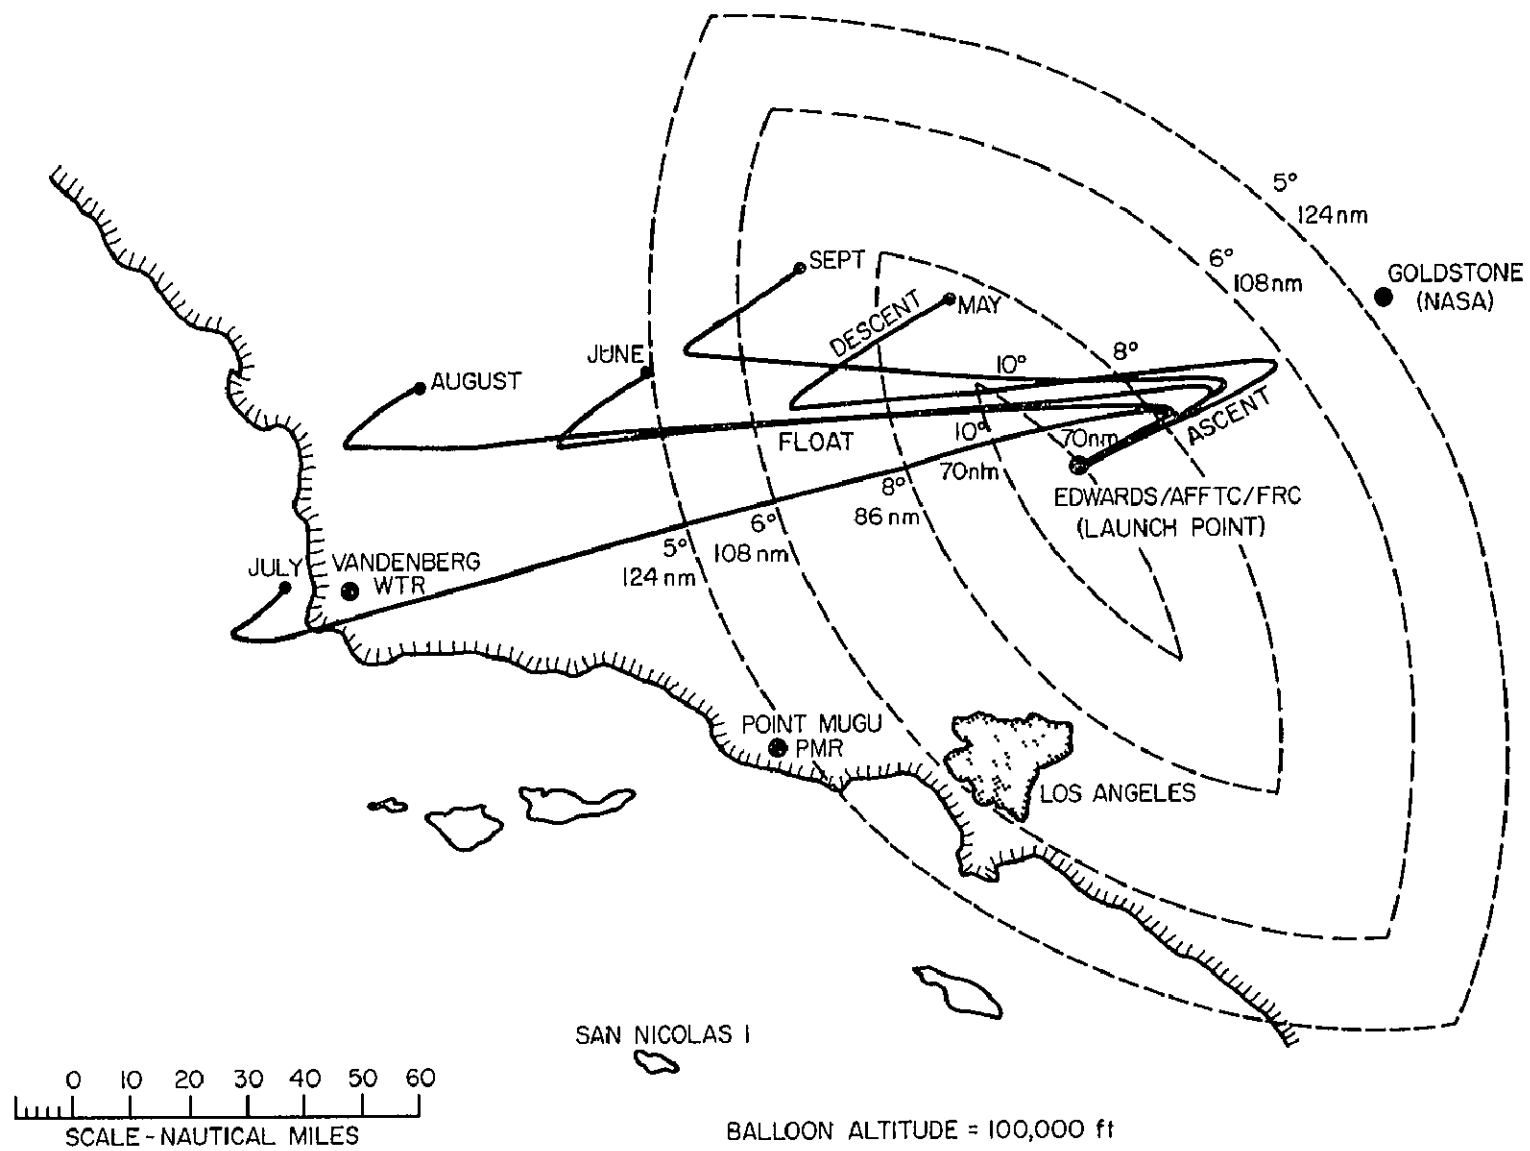 5°
124nm
6°
108nm
GOLDSTONE
(NASA)
SEPT
DESCENT
MAY
JUNE
10°
8°
AUGUST
ASCENT
FLOAT
10°
70nm
70nm
8°
86nm
EDWARDS/AFFTC/FRC
(LAUNCH POINT)
6°
108nm
5°
124nm
JULY
VANDENBERG
WTR
POINT MUGU
PMR
LOS ANGELES
SAN NICOLAS I
0 10 20 30 40 50 60
SCALE-NAUTICAL MILES
BALLOON ALTITUDE = 100,000 ft